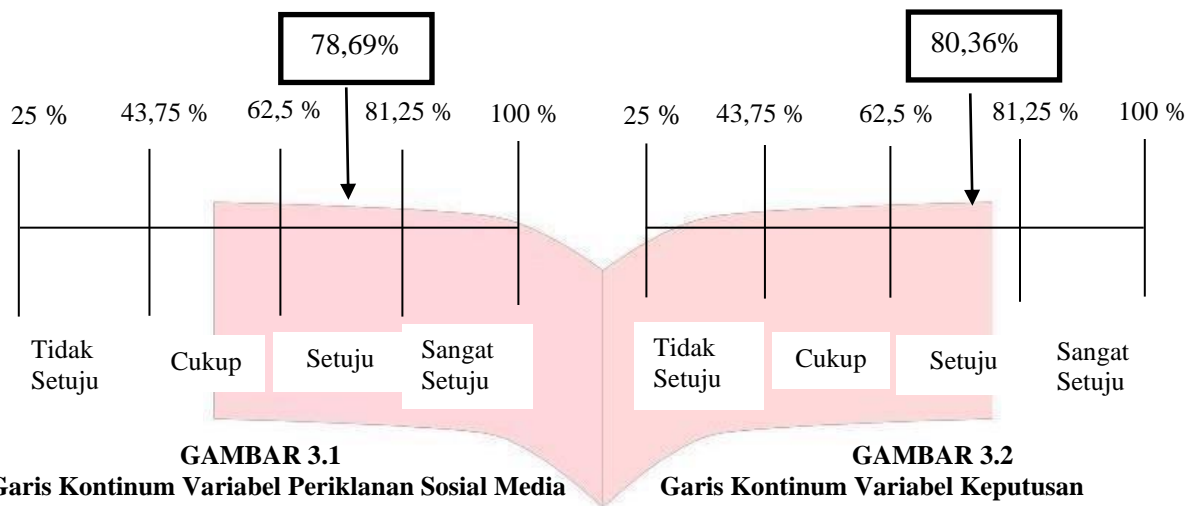 78,69%
25 % 43,75 % 62,5 % 81,25 % 100 %
Tidak Setuju
Cukup
Setuju
Sangat Setuju
GAMBAR 3.1
Garis Kontinum Variabel Periklanan Sosial Media
80,36%
25 % 43,75 % 62,5 % 81,25 % 100 %
Tidak Setuju
Cukup
Setuju
Sangat Setuju
GAMBAR 3.2
Garis Kontinum Variabel Keputusan